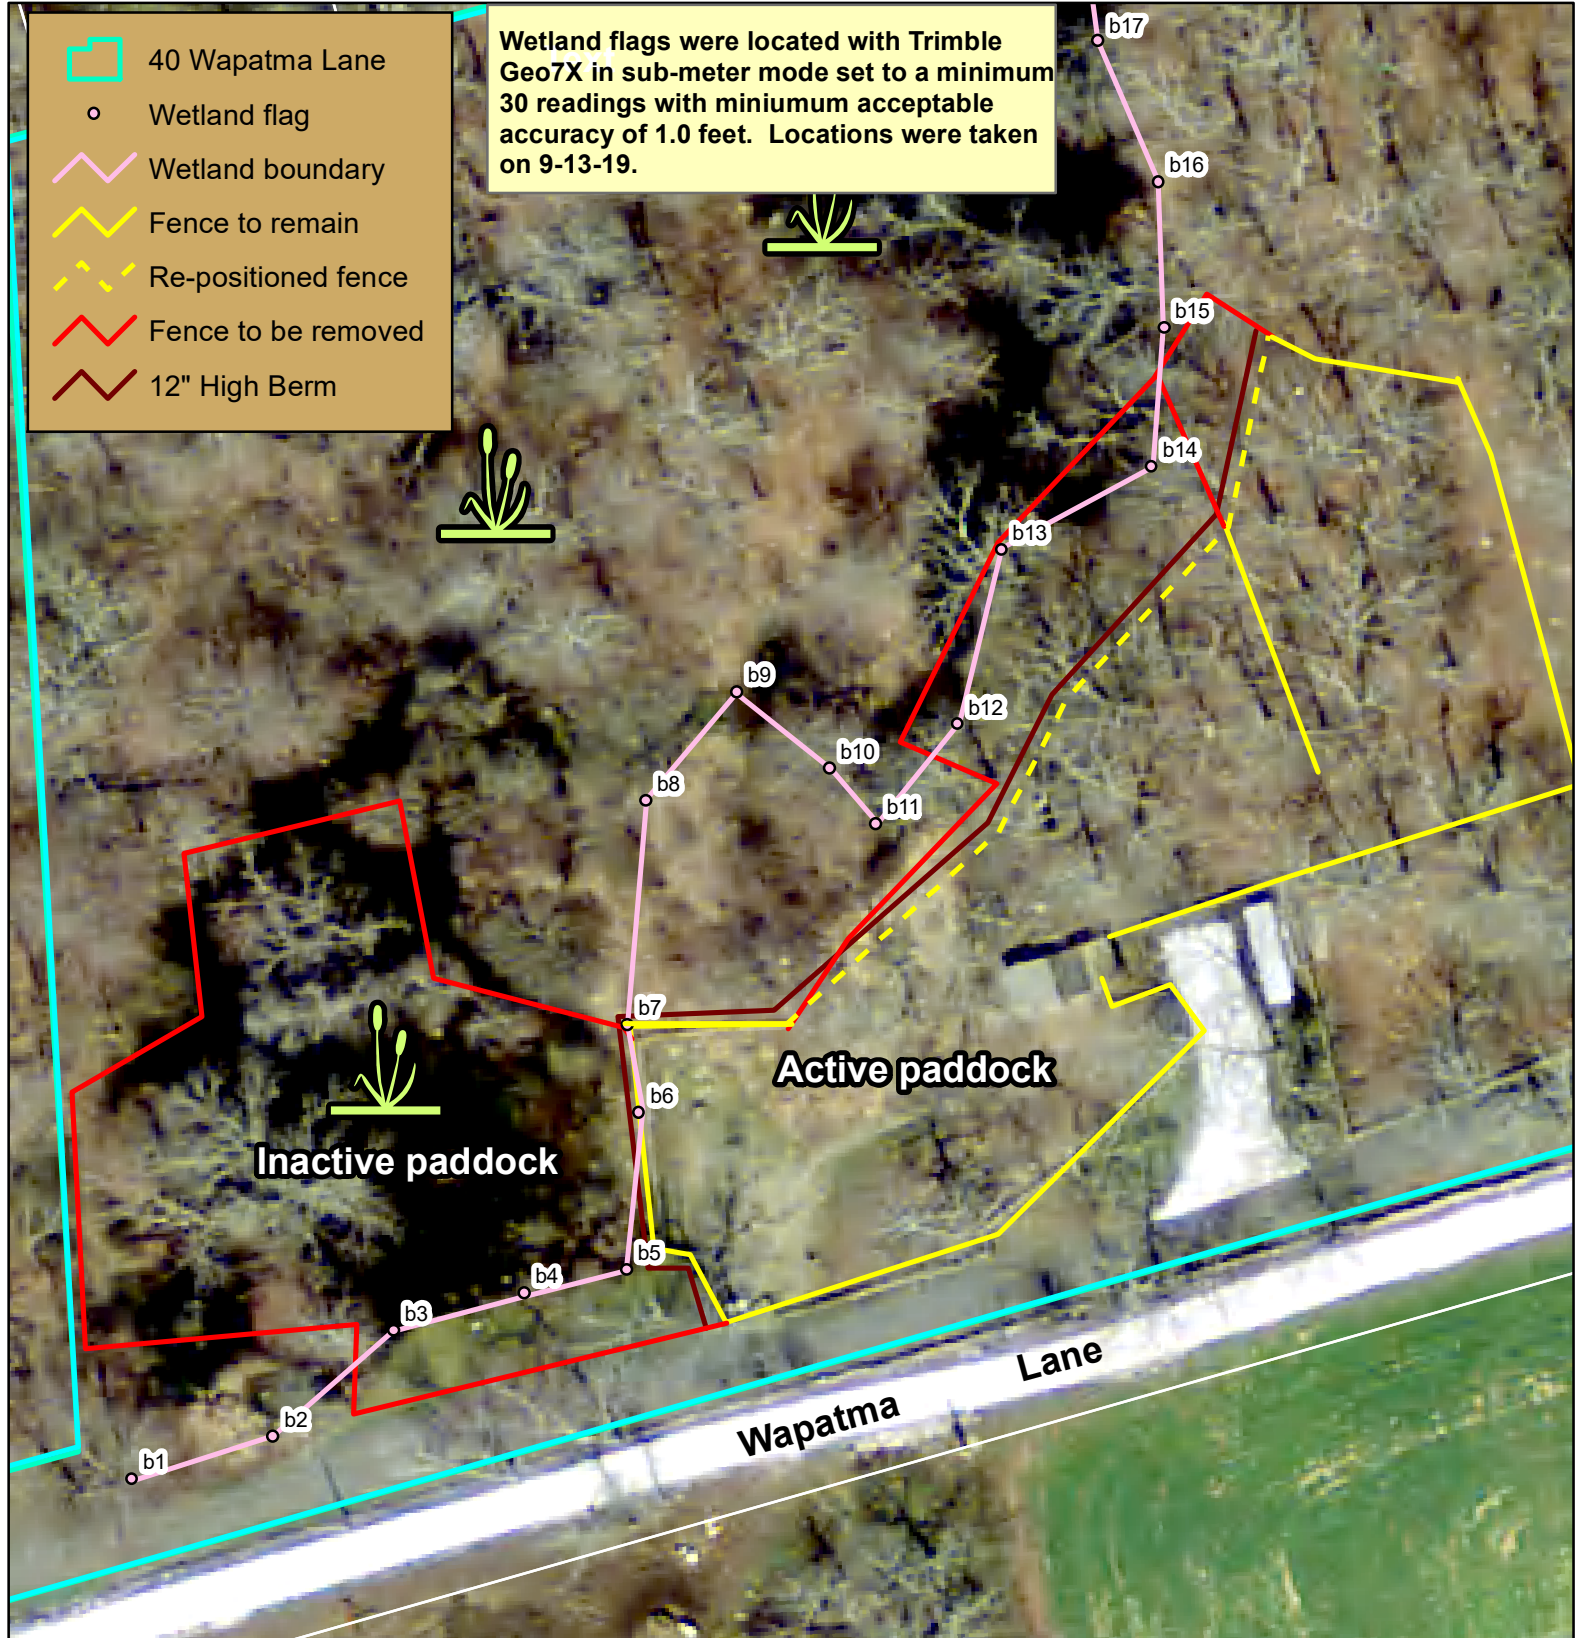 40 Wapatma Lane
Wetland flag
Wetland boundary
Fence to remain
Re-positioned fence
Fence to be removed
12" High Berm
Wetland flags were located with Trimble
Geo7X in sub-meter mode set to a minimum
30 readings with miniumum acceptable
accuracy of 1.0 feet.  Locations were taken
on 9-13-19.
b17
b16
b15
b14
b13
b12
b9
b10
b8
b11
b7
Active paddock
b6
Inactive paddock
b5
b4
b3
b2
b1
Wapatma Lane